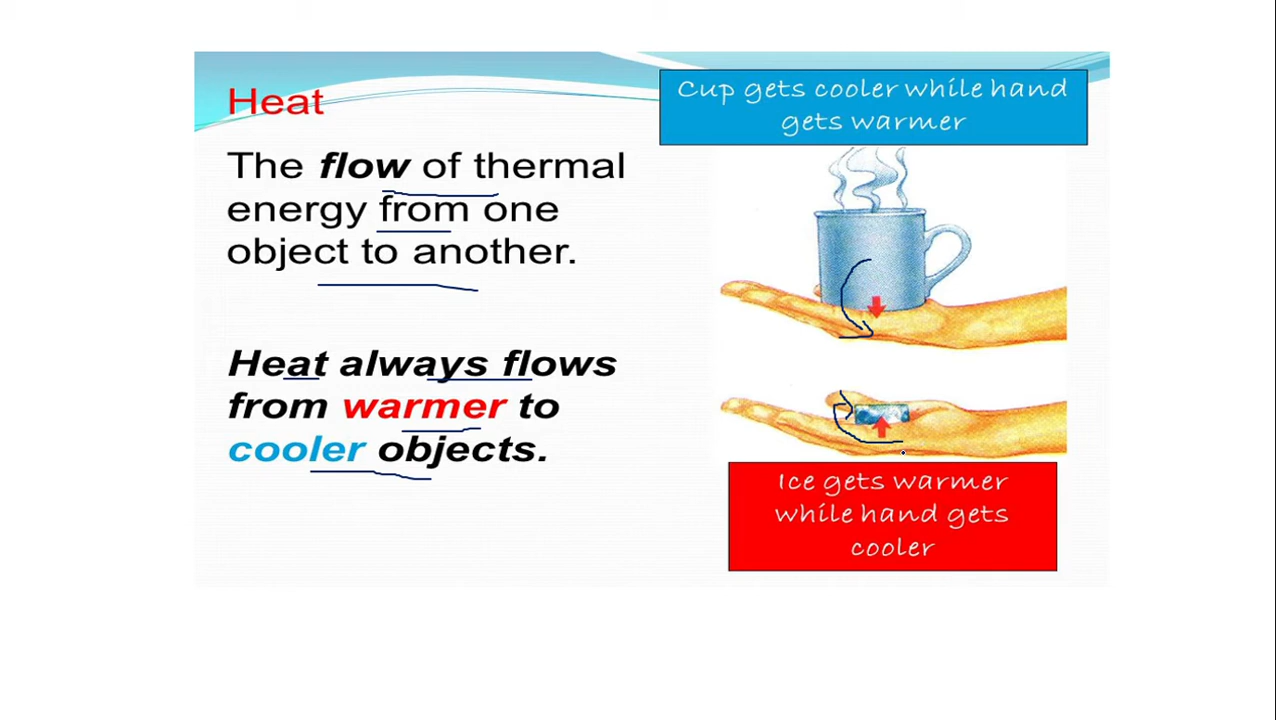 Heat
The flow of thermal
energy from one
object to another.
Heat always flows
from warmer to
cooler objects.
Cup gets cooler while hand
gets warmer
Ice gets warmer
while hand gets
cooler